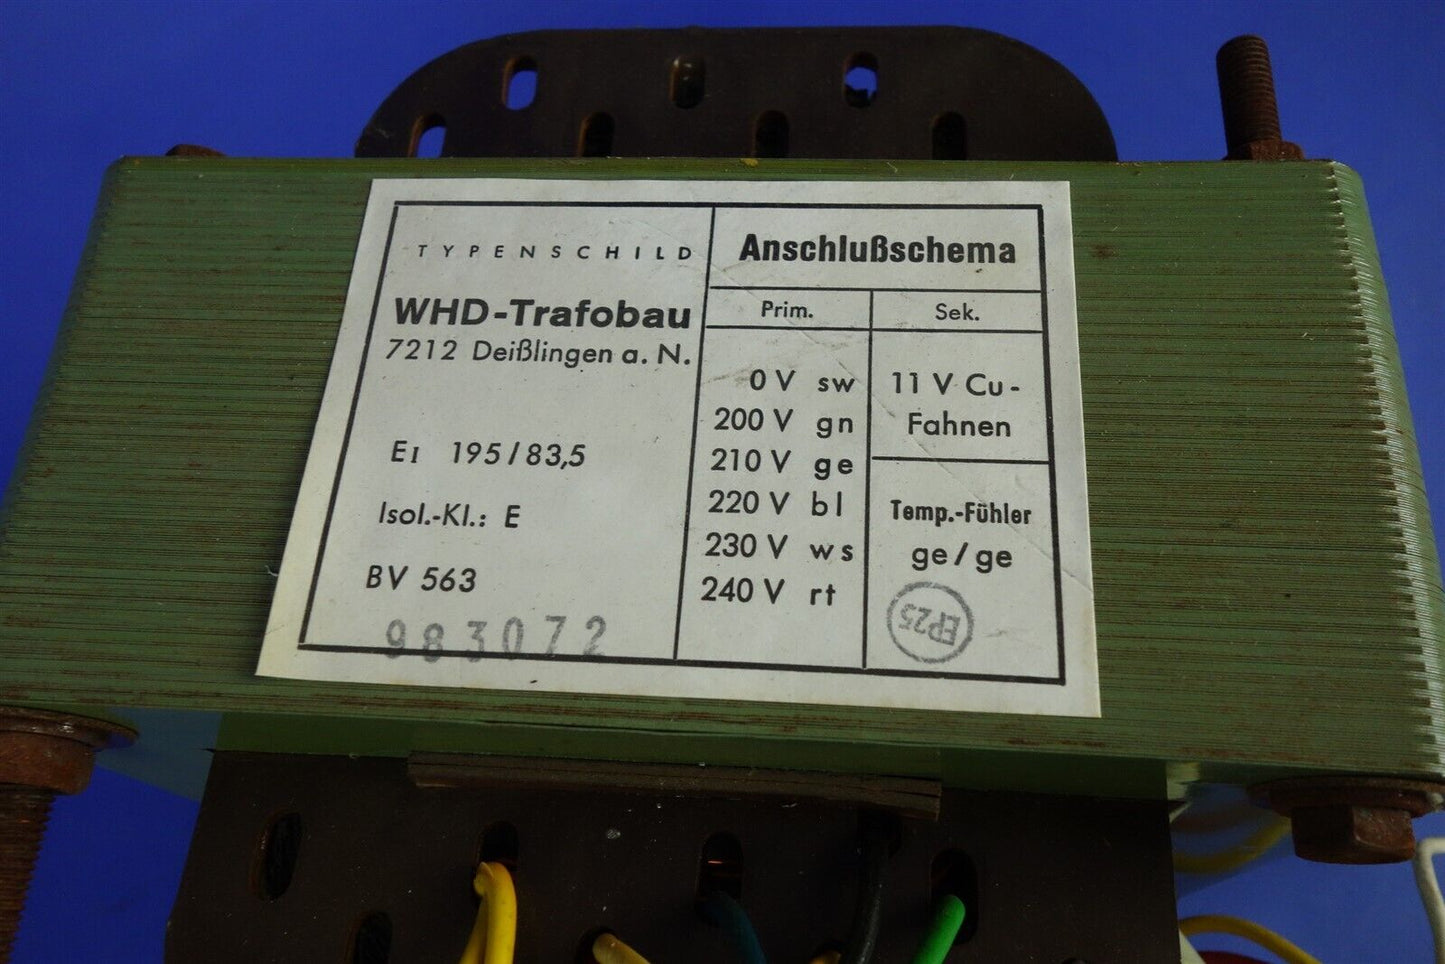 TYPENSCHILD
WHD-Trafobau
7212 Deißlingen a. N.
EI 195/83,5
Isol.-Kl.: E
BV 563
983072
Anschlußschema
Prim.
0 V sw
200 V gn
210 V ge
220 V bl
230 V ws
240 V rt
Sek.
11 V Cu-
Fahnen
Temp.-Fühler
ge/ge
EP25